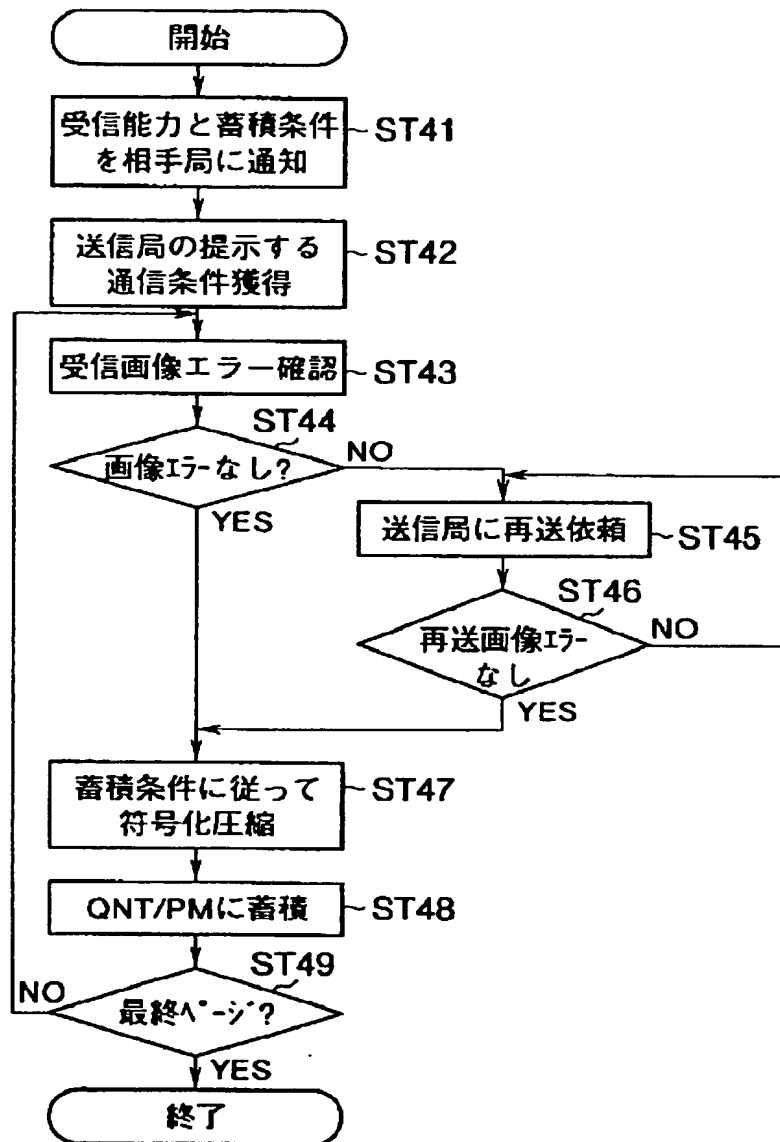 開始
受信能力と蓄積条件
を相手局に通知
ST41
送信局の提示する
通信条件獲得
ST42
受信画像エラー確認
ST43
ST44
画像ｴﾗｰなし?
NO
YES
送信局に再送依頼
ST45
ST46
再送画像ｴﾗｰ
なし
NO
YES
蓄積条件に従って
符号化圧縮
ST47
QNT/PMに蓄積
ST48
ST49
最終ﾍﾟｰｼﾞ?
NO
YES
終了